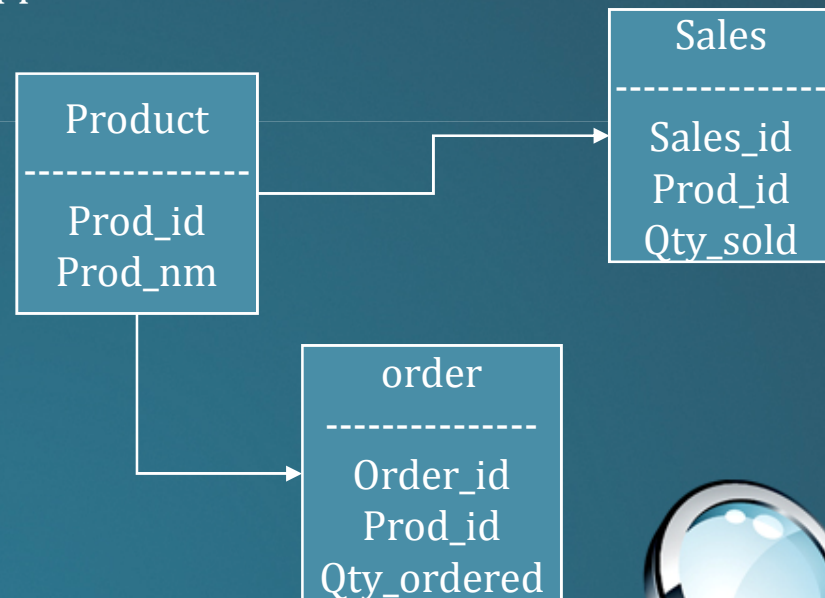 Product
Prod_id
Prod_nm
Sales
Sales_id
Prod_id
Qty_sold
order
Order_id
Prod_id
Qty_ordered